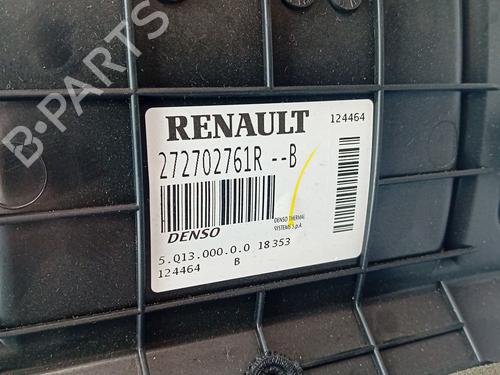 RENAULT
124464
272702761R --B
DENSO
DENSO THERMAL
SYSTEMS S.p.A
5.Q13.000.0.0 18353
124464 B
B-PARTS